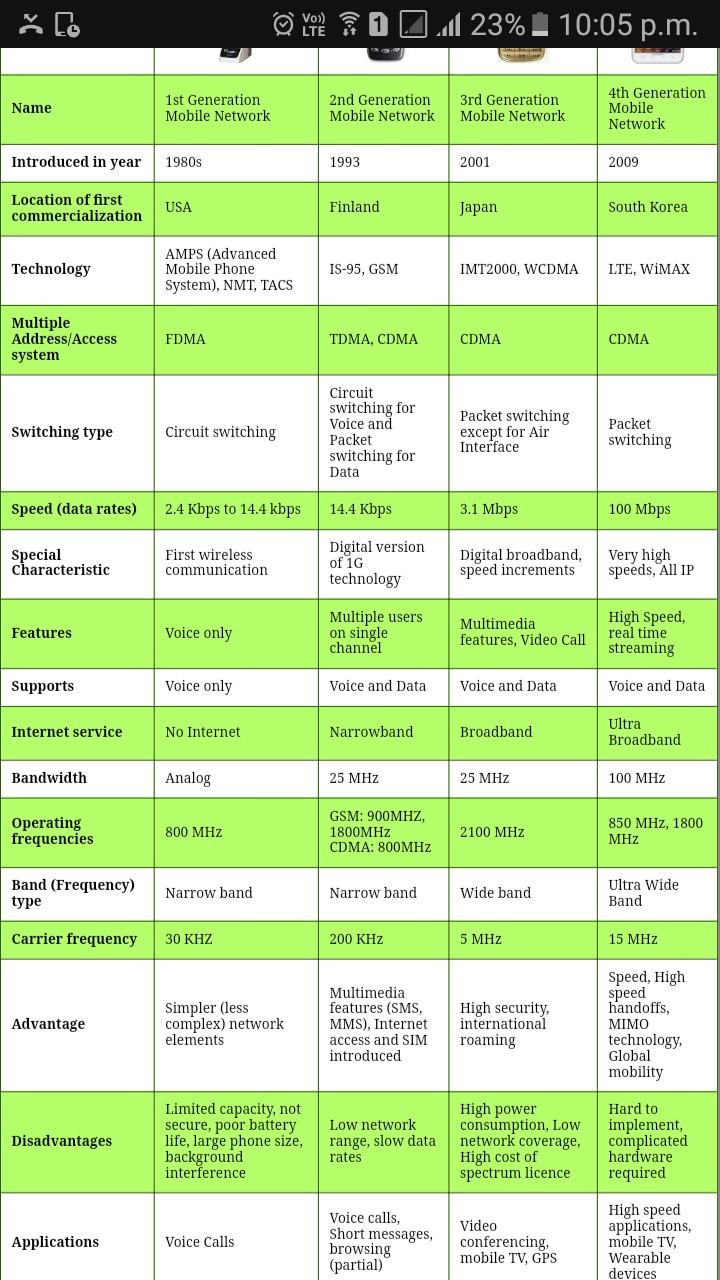 Vo))
LTE
1
23%
10:05 p.m.
Name
1st Generation
Mobile Network
2nd Generation
Mobile Network
3rd Generation
Mobile Network
4th Generation
Mobile
Network
Introduced in year
1980s
1993
2001
2009
Location of first
commercialization
USA
Finland
Japan
South Korea
Technology
AMPS (Advanced
Mobile Phone
System), NMT, TACS
IS-95, GSM
IMT2000, WCDMA
LTE, WiMAX
Multiple
Address/Access
system
FDMA
TDMA, CDMA
CDMA
CDMA
Switching type
Circuit switching
Circuit
switching for
Voice and
Packet
switching for
Data
Packet switching
except for Air
Interface
Packet
switching
Speed (data rates)
2.4 Kbps to 14.4 kbps
14.4 Kbps
3.1 Mbps
100 Mbps
Special
Characteristic
First wireless
communication
Digital version
of 1G
technology
Digital broadband,
speed increments
Very high
speeds, All IP
Features
Voice only
Multiple users
on single
channel
Multimedia
features, Video Call
High Speed,
real time
streaming
Supports
Voice only
Voice and Data
Voice and Data
Voice and Data
Internet service
No Internet
Narrowband
Broadband
Ultra
Broadband
Bandwidth
Analog
25 MHz
25 MHz
100 MHz
Operating
frequencies
800 MHz
GSM: 900MHZ,
1800MHz
CDMA: 800MHz
2100 MHz
850 MHz, 1800
MHz
Band (Frequency)
type
Narrow band
Narrow band
Wide band
Ultra Wide
Band
Carrier frequency
30 KHZ
200 KHz
5 MHz
15 MHz
Advantage
Simpler (less
complex) network
elements
Multimedia
features (SMS,
MMS), Internet
access and SIM
introduced
High security,
international
roaming
Speed, High
speed
handoffs,
MIMO
technology,
Global
mobility
Disadvantages
Limited capacity, not
secure, poor battery
life, large phone size,
background
interference
Low network
range, slow data
rates
High power
consumption, Low
network coverage,
High cost of
spectrum licence
Hard to
implement,
complicated
hardware
required
Applications
Voice Calls
Voice calls,
Short messages,
browsing
(partial)
Video
conferencing,
mobile TV, GPS
High speed
applications,
mobile TV,
Wearable
devices